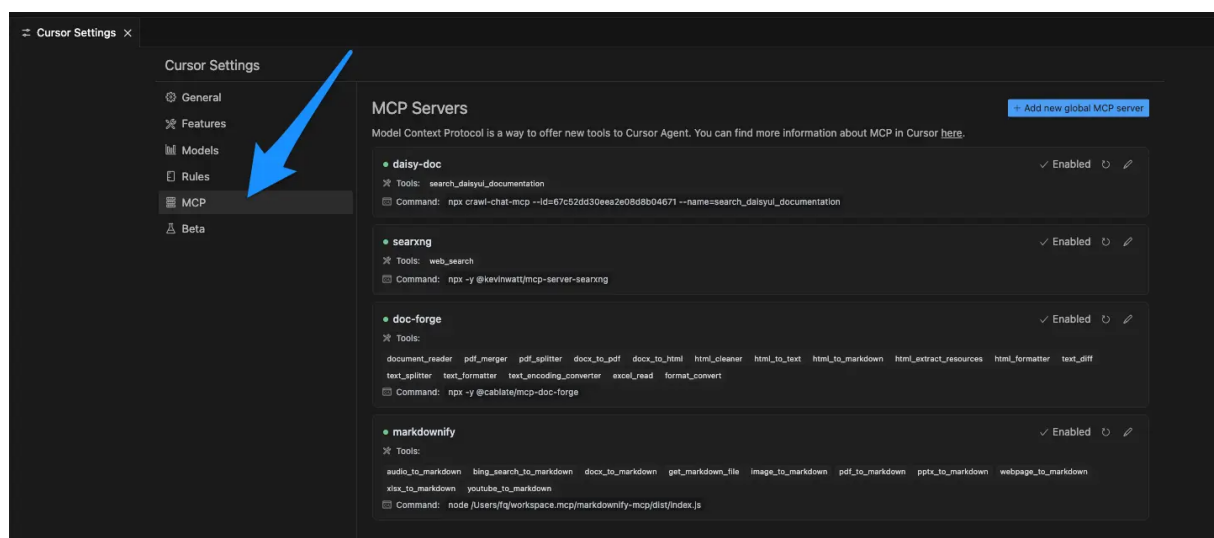 Cursor Settings
Cursor Settings
General
Features
Models
Rules
MCP
Beta
MCP Servers
+ Add new global MCP server
Model Context Protocol is a way to offer new tools to Cursor Agent. You can find more information about MCP in Cursor here.
daisy-doc
Enabled
Tools: search_daisyui_documentation
Command: npx crawl-chat-mcp --id=67c52dd30eea2e08d8b04671 --name=search_daisyui_documentation
searxng
Enabled
Tools: web_search
Command: npx -y @kevinwatt/mcp-server-searxng
doc-forge
Enabled
Tools:
document_reader pdf_merger pdf_splitter docx_to_pdf docx_to_html html_cleaner html_to_text html_to_markdown html_extract_resources html_formatter text_diff
text_splitter text_formatter text_encoding_converter excel_read format_convert
Command: npx -y @cablate/mcp-doc-forge
markdownify
Enabled
Tools:
audio_to_markdown bing_search_to_markdown docx_to_markdown get_markdown_file image_to_markdown pdf_to_markdown pptx_to_markdown webpage_to_markdown
xlsx_to_markdown youtube_to_markdown
Command: node /Users/fq/workspace.mcp/markdownify-mcp/dist/index.js